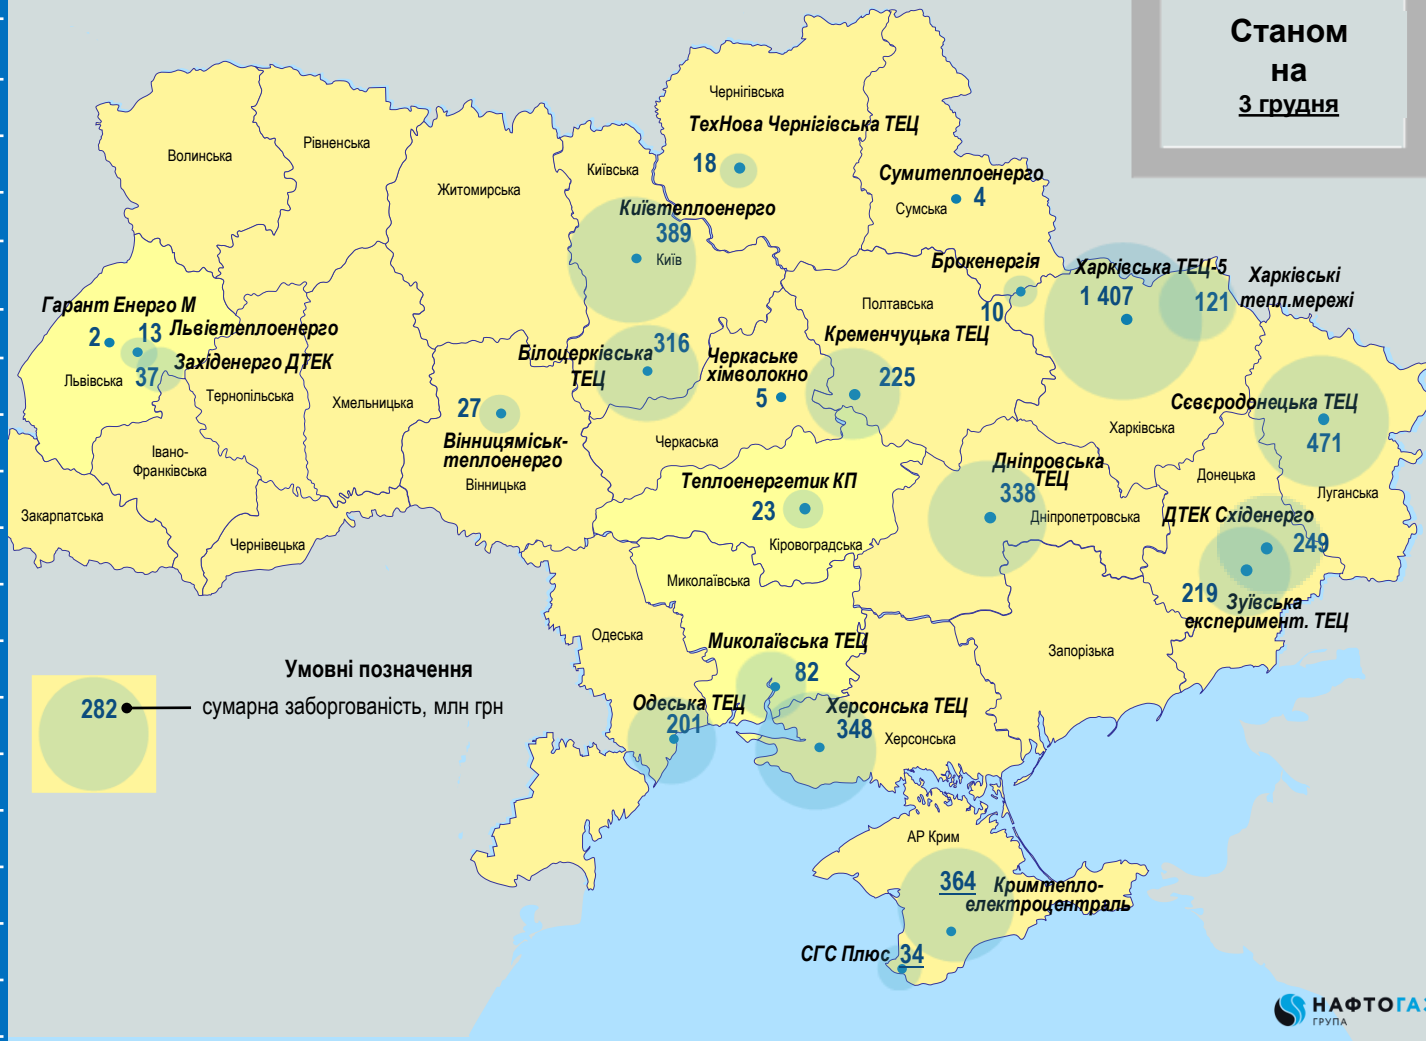 Станом
на
3 грудня
Чернігівська
ТехНова Чернігівська ТЕЦ
18
Рівненська
Волинська
Київська
Житомирська
Сумитеплоенерго
4
Сумська
Київтеплоенерго
389
Київ
Брокенергія
10
Харківська ТЕЦ-5
1 407
121
Харківські
тепл.мережі
Полтавська
Кременчуцька ТЕЦ
225
Гарант Енерго М
2
13
Львівтеплоенерго
Західенерго ДТЕК
37
Львівська
Тернопільська
Хмельницька
Білоцерківська
ТЕЦ
316
Черкаське
хімволокно
5
27
Вінницяміськ-
теплоенерго
Вінницька
Черкаська
Сєвєродонецька ТЕЦ
471
Харківська
Івано-
Франківська
Закарпатська
Чернівецька
Теплоенергетик КП
23
Кіровоградська
Дніпровська
ТЕЦ
338
Дніпропетровська
Донецька
Луганська
ДТЕК Східенерго
249
219
Зуївська
експеримент. ТЕЦ
Миколаївська
Одеська
Миколаївська ТЕЦ
82
Запорізька
Умовні позначення
282
сумарна заборгованість, млн грн
Одеська ТЕЦ
201
Херсонська ТЕЦ
348
Херсонська
АР Крим
364
Кримтепло-
електроцентраль
СГС Плюс
34
НАФТОГАЗ
ГРУПА